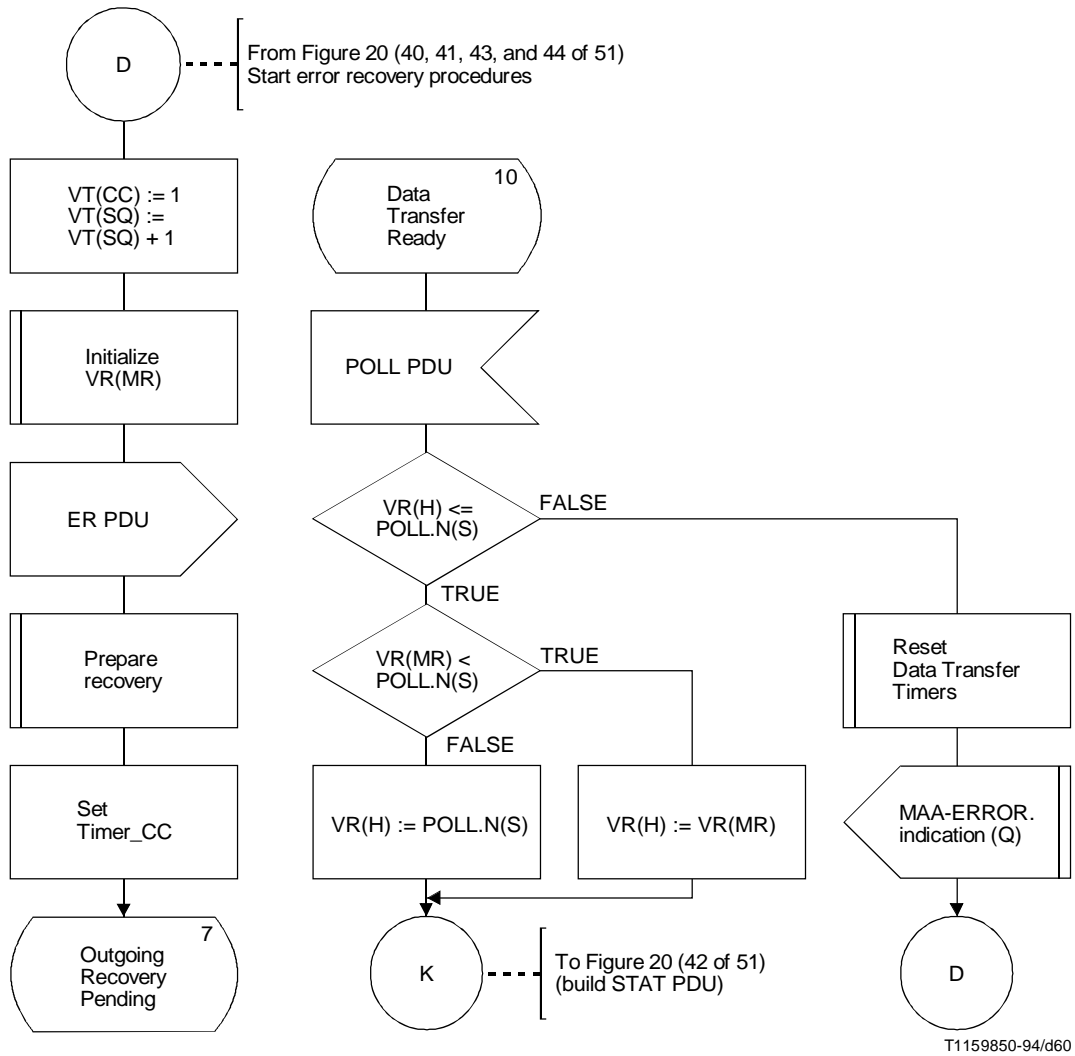 D
From Figure 20 (40, 41, 43, and 44 of 51)
Start error recovery procedures
VT(CC) := 1
VT(SQ) :=
VT(SQ) + 1
Initialize
VR(MR)
ER PDU
Prepare
recovery
Set
Timer_CC
7
Outgoing
Recovery
Pending
10
Data
Transfer
Ready
POLL PDU
VR(H) <=
POLL.N(S)
FALSE
TRUE
VR(MR) <
POLL.N(S)
TRUE
FALSE
VR(H) := POLL.N(S)
VR(H) := VR(MR)
K
To Figure 20 (42 of 51)
(build STAT PDU)
Reset
Data Transfer
Timers
MAA-ERROR.
indication (Q)
D
T1159850-94/d60